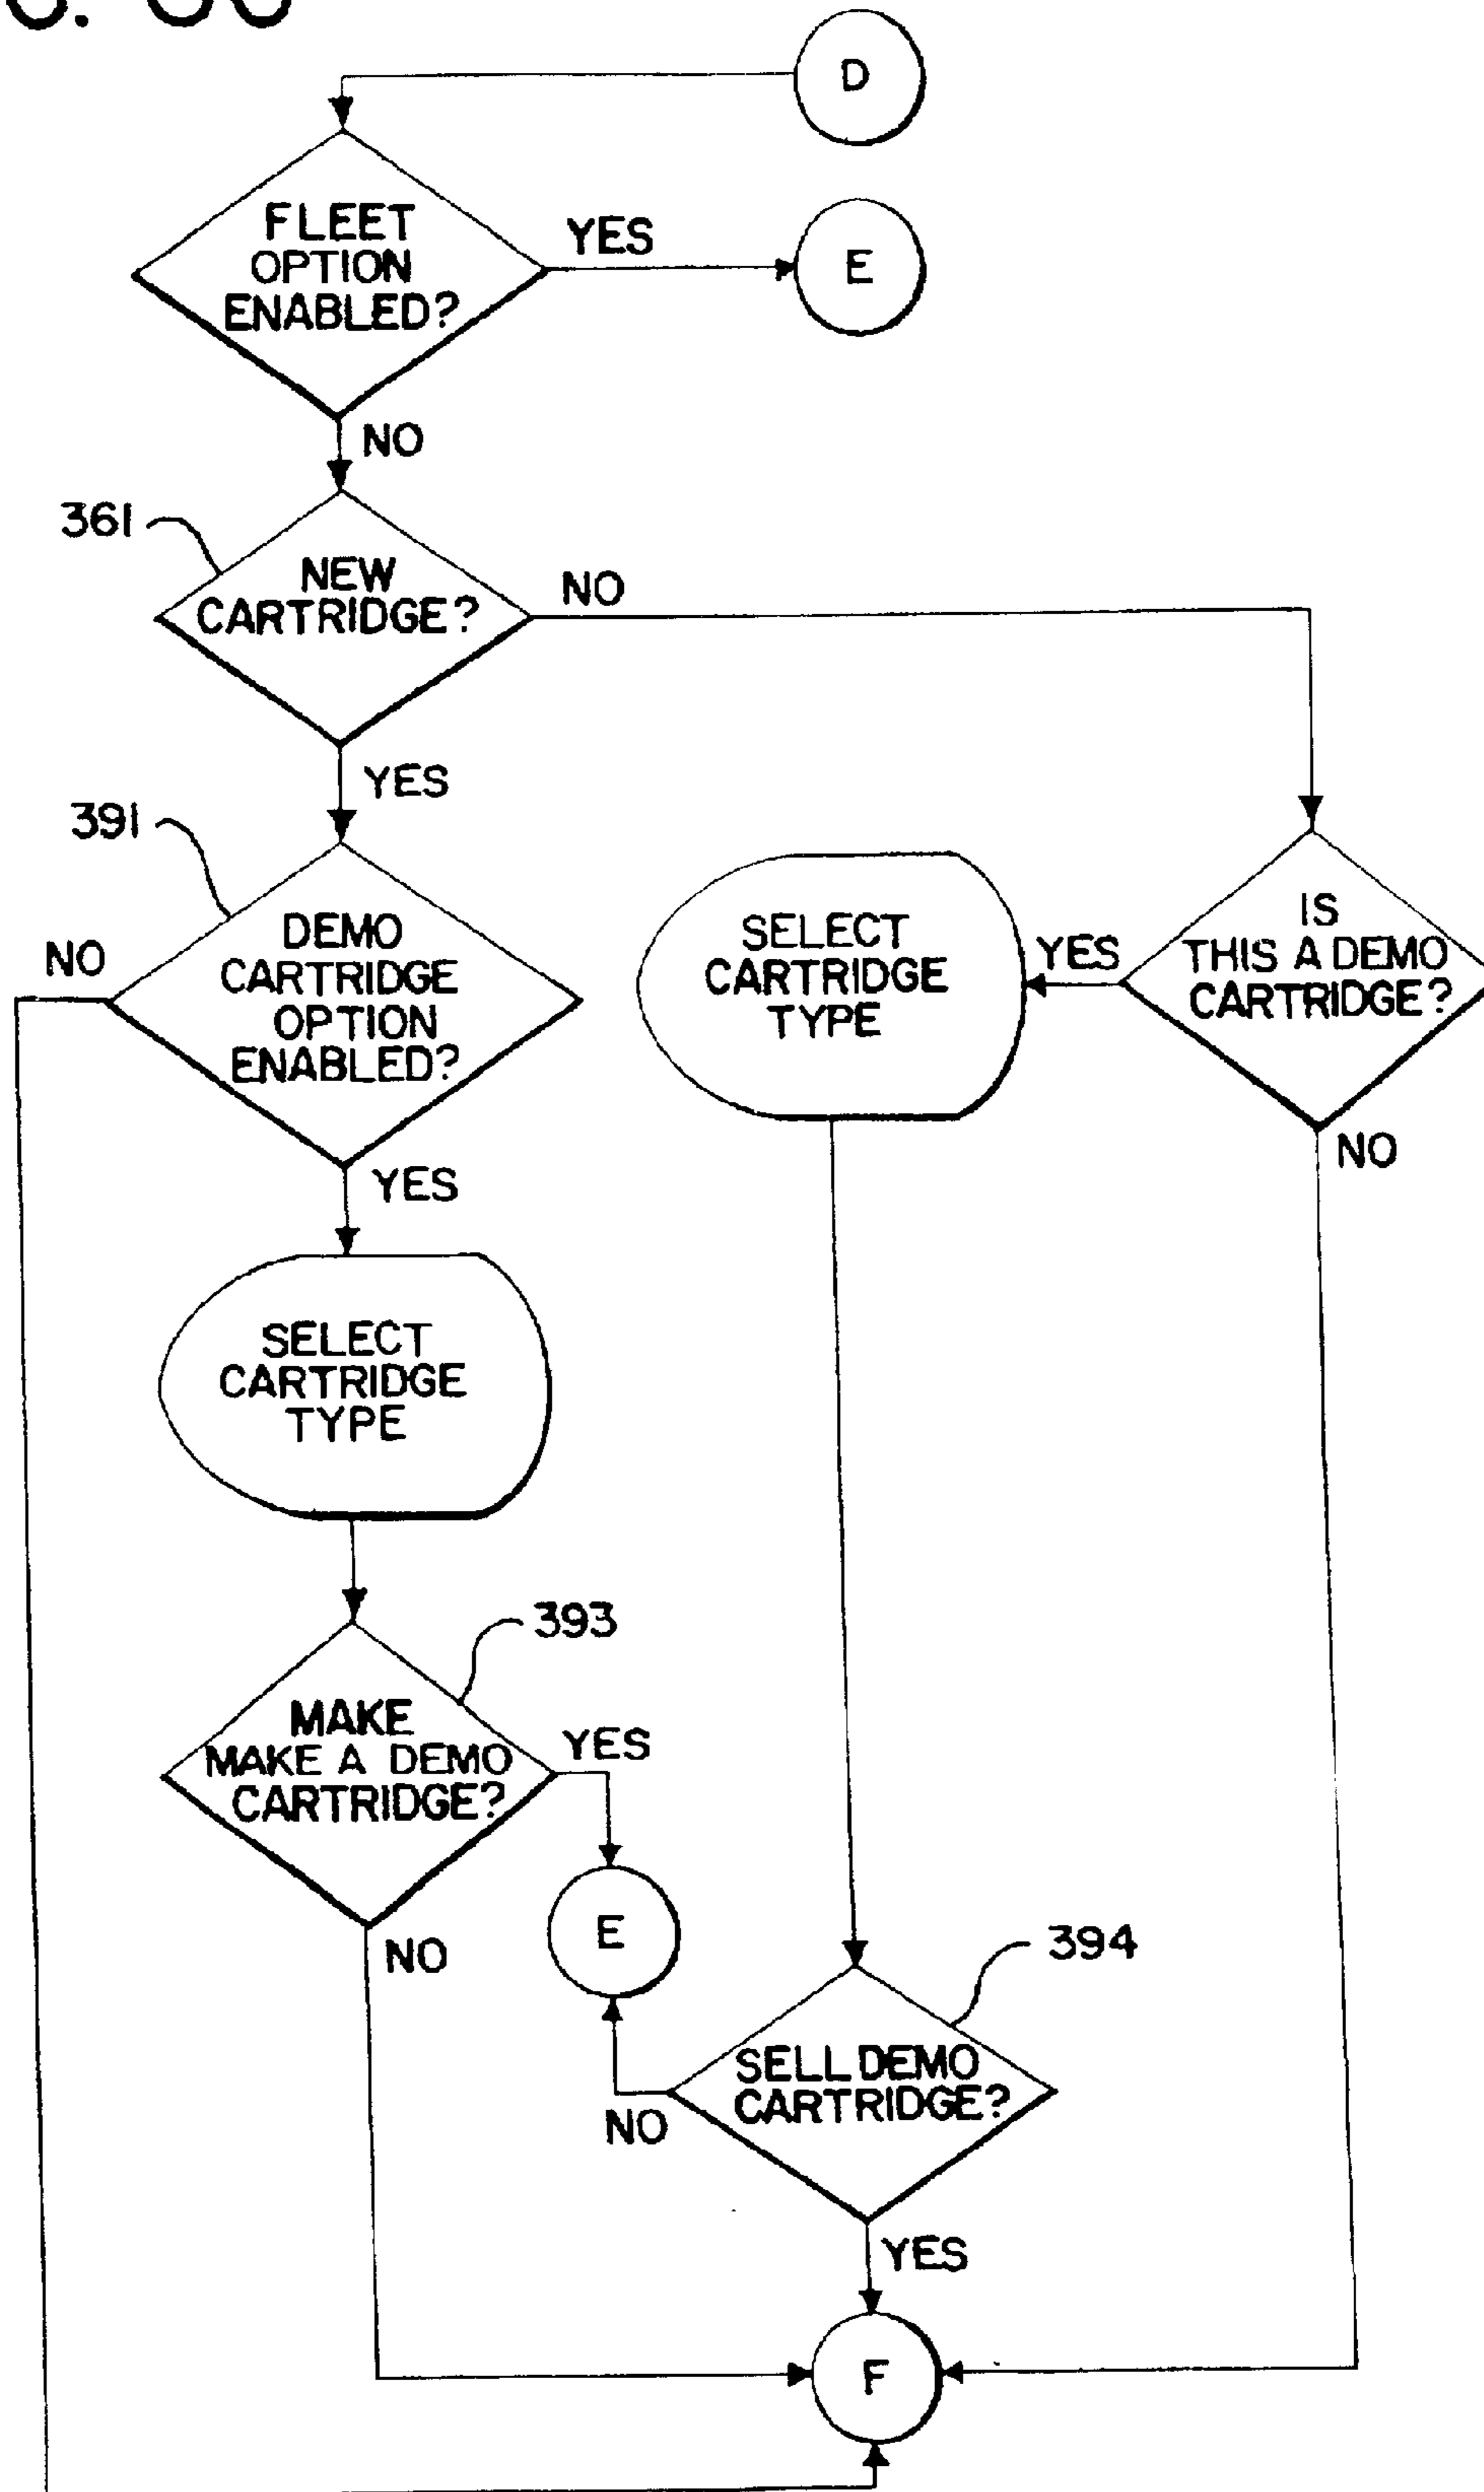 D
FLEET
OPTION
ENABLED?
YES
E
NO
361
NEW
CARTRIDGE?
NO
YES
391
DEMO
CARTRIDGE
OPTION
ENABLED?
NO
YES
SELECT
CARTRIDGE
TYPE
YES
IS
THIS A DEMO
CARTRIDGE?
NO
SELECT
CARTRIDGE
TYPE
393
MAKE
MAKE A DEMO
CARTRIDGE?
YES
E
NO
394
SELL DEMO
CARTRIDGE?
NO
YES
F